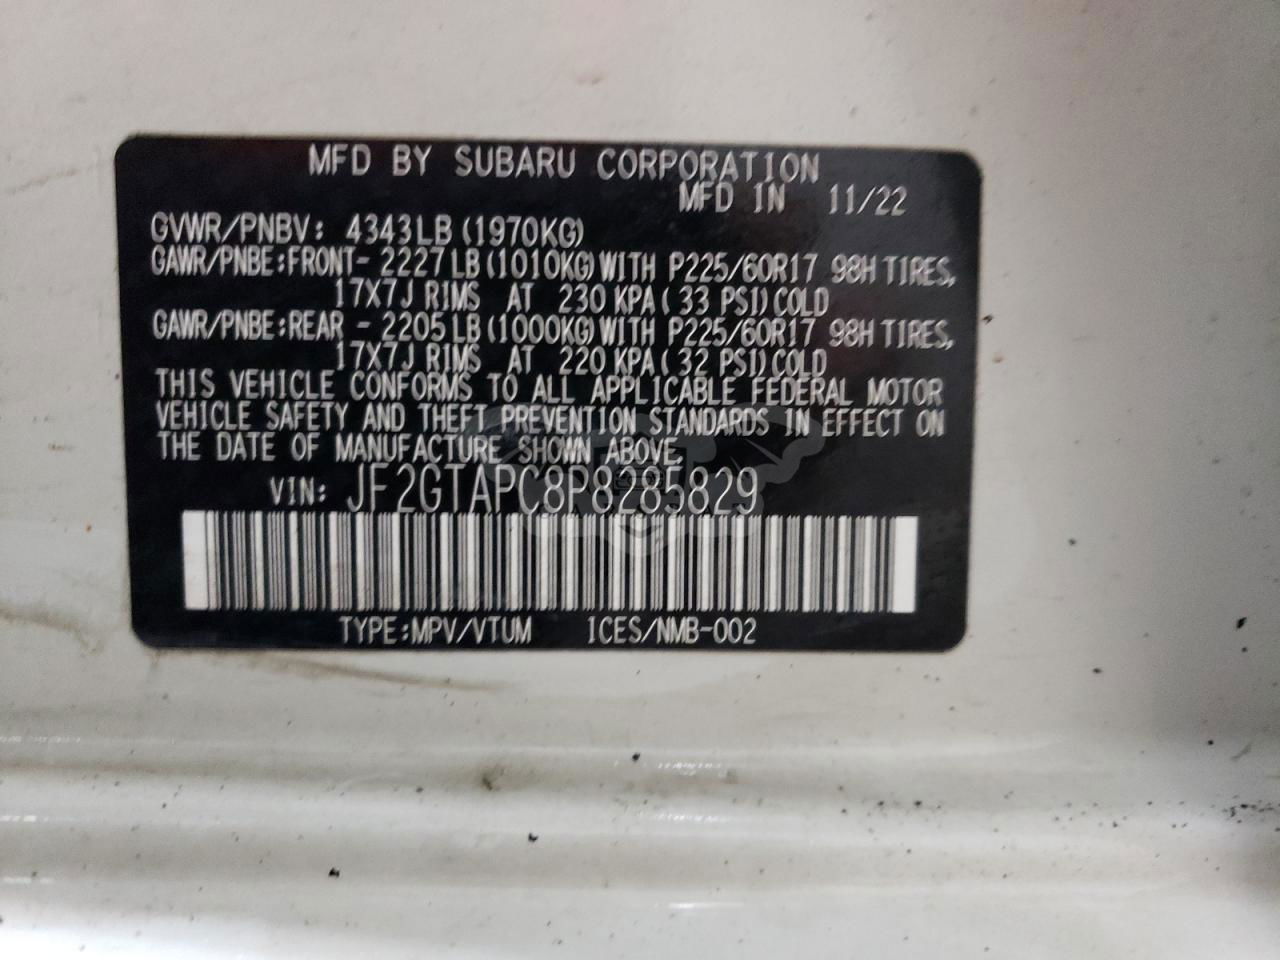 MFD BY SUBARU CORPORATION
MFD IN 11/22
GVWR/PNBV: 4343LB(1970KG)
GAWR/PNBE:FRONT- 2227LB(1010KG)WITH P225/60R17 98H TIRES,
17X7J RIMS AT 230 KPA(33 PSI)COLD
GAWR/PNBE:REAR - 2205LB(1000KG)WITH P225/60R17 98H TIRES,
17X7J RIMS AT 220 KPA(32 PSI)COLD
THIS VEHICLE CONFORMS TO ALL APPLICABLE FEDERAL MOTOR
VEHICLE SAFETY AND THEFT PREVENTION STANDARDS IN EFFECT ON
THE DATE OF MANUFACTURE SHOWN ABOVE.
VIN: JF2GTAPC8P8285829
TYPE:MPV/VTUM ICES/NMB-002